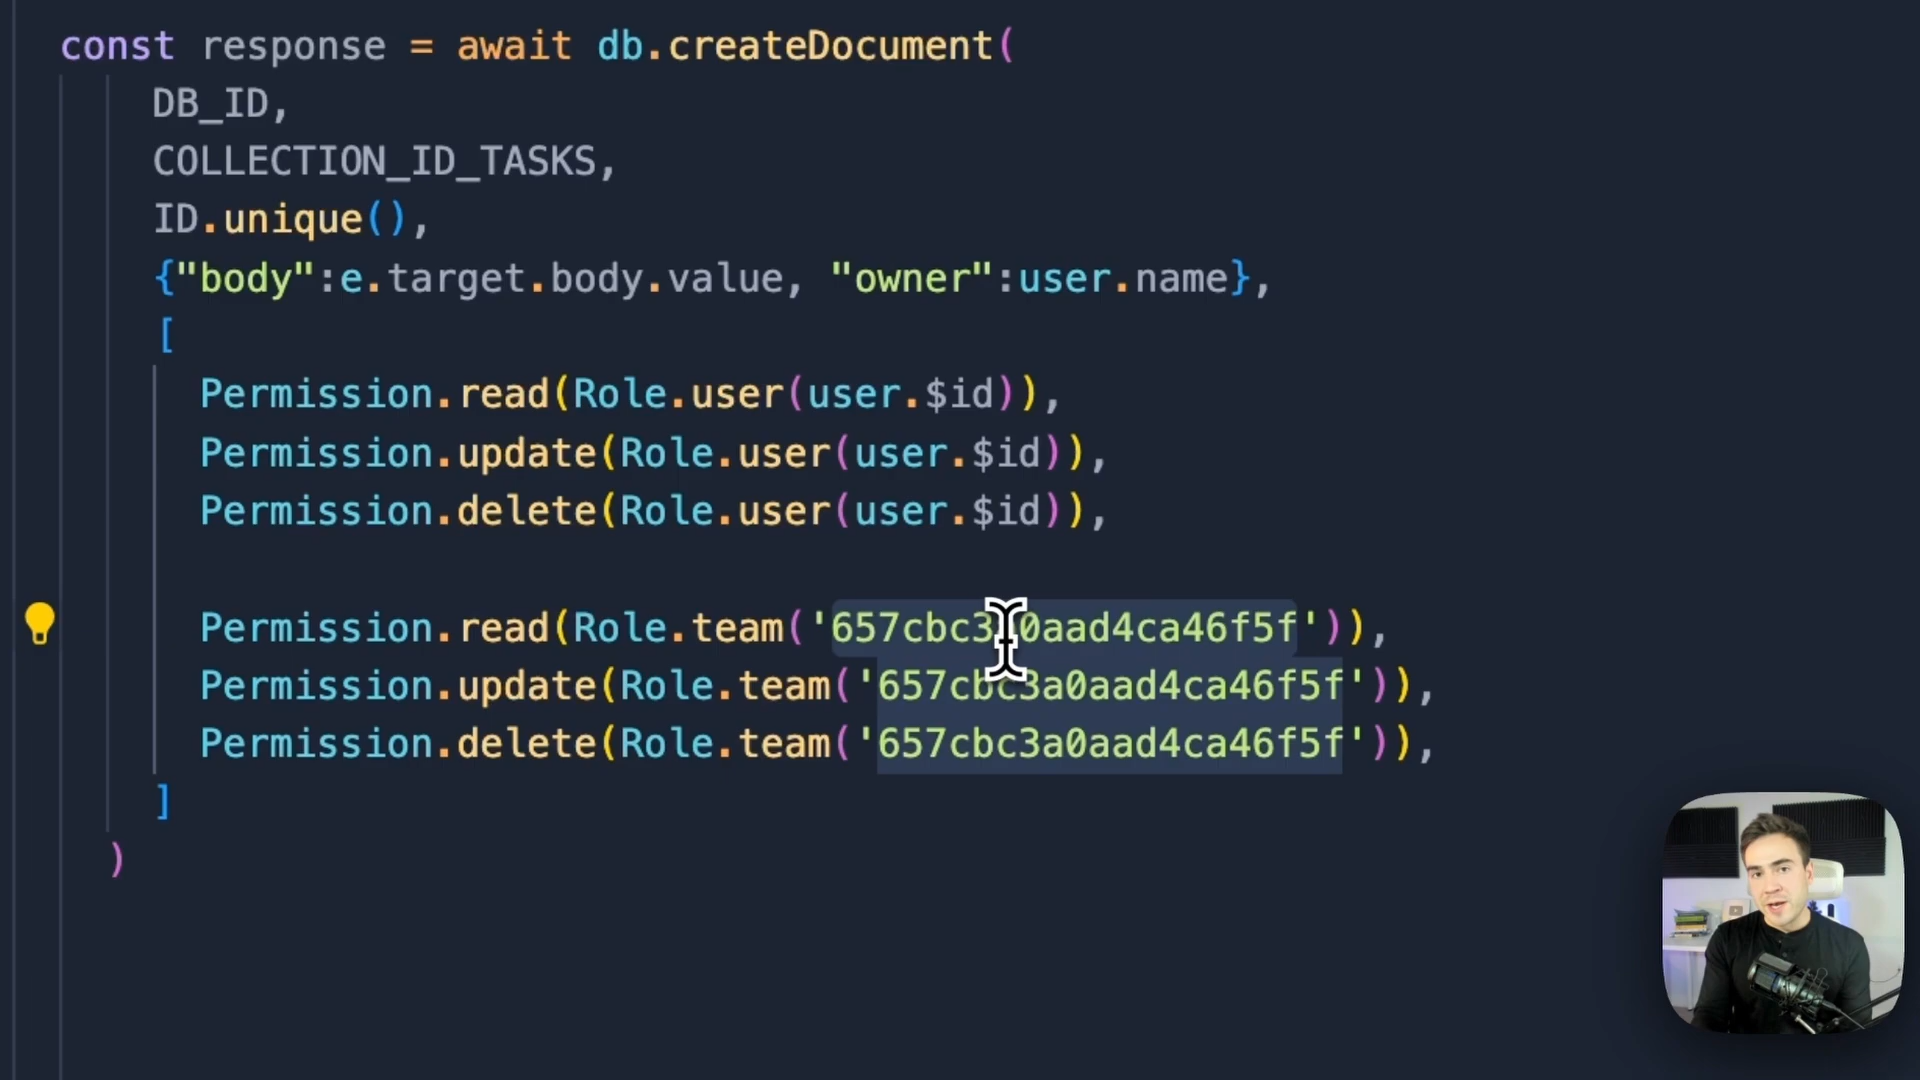 const response = await db.createDocument(
DB_ID,
COLLECTION_ID_TASKS,
ID.unique(),
{"body":e.target.body.value, "owner":user.name},
[
Permission.read(Role.user(user.$id)),
Permission.update(Role.user(user.$id)),
Permission.delete(Role.user(user.$id)),
Permission.read(Role.team('657cbc3a0aad4ca46f5f')),
Permission.update(Role.team('657cbc3a0aad4ca46f5f')),
Permission.delete(Role.team('657cbc3a0aad4ca46f5f')),
]
)